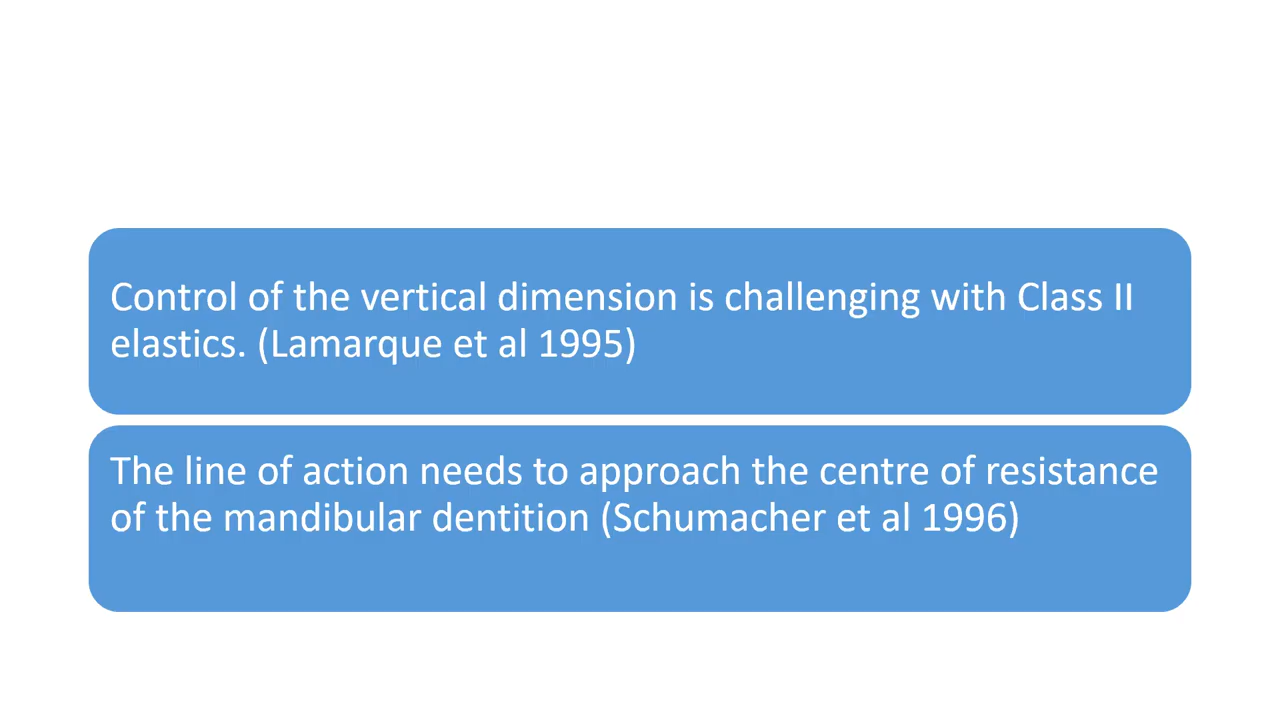 Control of the vertical dimension is challenging with Class II
elastics. (Lamarque et al 1995)
The line of action needs to approach the centre of resistance
of the mandibular dentition (Schumacher et al 1996)